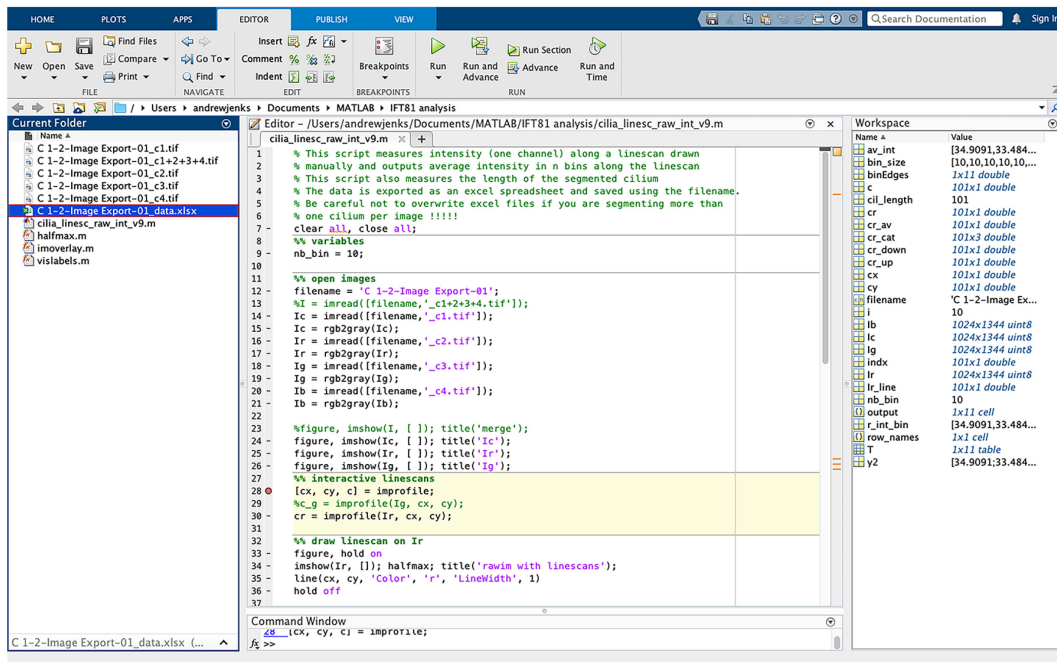 HOME PLOTS APPS EDITOR PUBLISH VIEW Search Documentation Sign In
New Open Save Find Files Compare Print FILE
Go To Find NAVIGATE
Insert fx Comment Indent EDIT
Breakpoints BREAKPOINTS
Run Run and Advance Run Section Advance Run and Time RUN
/ Users andrewjenks Documents MATLAB IFT81 analysis
Current Folder
Name
C 1-2-Image Export-01_c1.tif
C 1-2-Image Export-01_c1+2+3+4.tif
C 1-2-Image Export-01_c2.tif
C 1-2-Image Export-01_c3.tif
C 1-2-Image Export-01_c4.tif
C 1-2-Image Export-01_data.xlsx
cilia_linesc_raw_int_v9.m
halfmax.m
imoverlay.m
vislabels.m
C 1-2-Image Export-01_data.xlsx (...
Editor - /Users/andrewjenks/Documents/MATLAB/IFT81 analysis/cilia_linesc_raw_int_v9.m
cilia_linesc_raw_int_v9.m
1 % This script measures intensity (one channel) along a linescan drawn
2 % manually and outputs average intensity in n bins along the linescan
3 % This script also measures the length of the segmented cilium
4 % The data is exported as an excel spreadsheet and saved using the filename.
5 % Be careful not to overwrite excel files if you are segmenting more than
6 % one cilium per image !!!!!
7 - clear all, close all;
8 %% variables
9 - nb_bin = 10;
10
11 %% open images
12 - filename = 'C 1-2-Image Export-01';
13 %I = imread([filename,'_c1+2+3+4.tif']);
14 - Ic = imread([filename,'_c1.tif']);
15 - Ic = rgb2gray(Ic);
16 - Ir = imread([filename,'_c2.tif']);
17 - Ir = rgb2gray(Ir);
18 - Ig = imread([filename,'_c3.tif']);
19 - Ig = rgb2gray(Ig);
20 - Ib = imread([filename,'_c4.tif']);
21 - Ib = rgb2gray(Ib);
22
23 %figure, imshow(I, [ ]); title('merge');
24 - figure, imshow(Ic, [ ]); title('Ic');
25 - figure, imshow(Ir, [ ]); title('Ir');
26 - figure, imshow(Ig, [ ]); title('Ig');
27 %% interactive linescans
28 [cx, cy, c] = improfile;
29 %c_g = improfile(Ig, cx, cy);
30 - cr = improfile(Ir, cx, cy);
31
32 %% draw linescan on Ir
33 - figure, hold on
34 - imshow(Ir, []); halfmax; title('rawim with linescans');
35 - line(cx, cy, 'Color', 'r', 'LineWidth', 1)
36 - hold off
37
Command Window
28 [cx, cy, c] = improfile;
fx >>
Workspace
Name Value
av_int [34.9091,33.484...
bin_size [10,10,10,10,10,...
binEdges 1x11 double
c 101x1 double
cil_length 101
cr 101x1 double
cr_av 101x1 double
cr_cat 101x3 double
cr_down 101x1 double
cr_up 101x1 double
cx 101x1 double
cy 101x1 double
filename 'C 1-2-Image Ex...
i 10
Ib 1024x1344 uint8
Ic 1024x1344 uint8
Ig 1024x1344 uint8
indx 101x1 double
Ir 1024x1344 uint8
Ir_line 101x1 double
nb_bin 10
output 1x11 cell
r_int_bin [34.9091,33.484...
row_names 1x1 cell
T 1x11 table
y2 [34.9091;33.484...